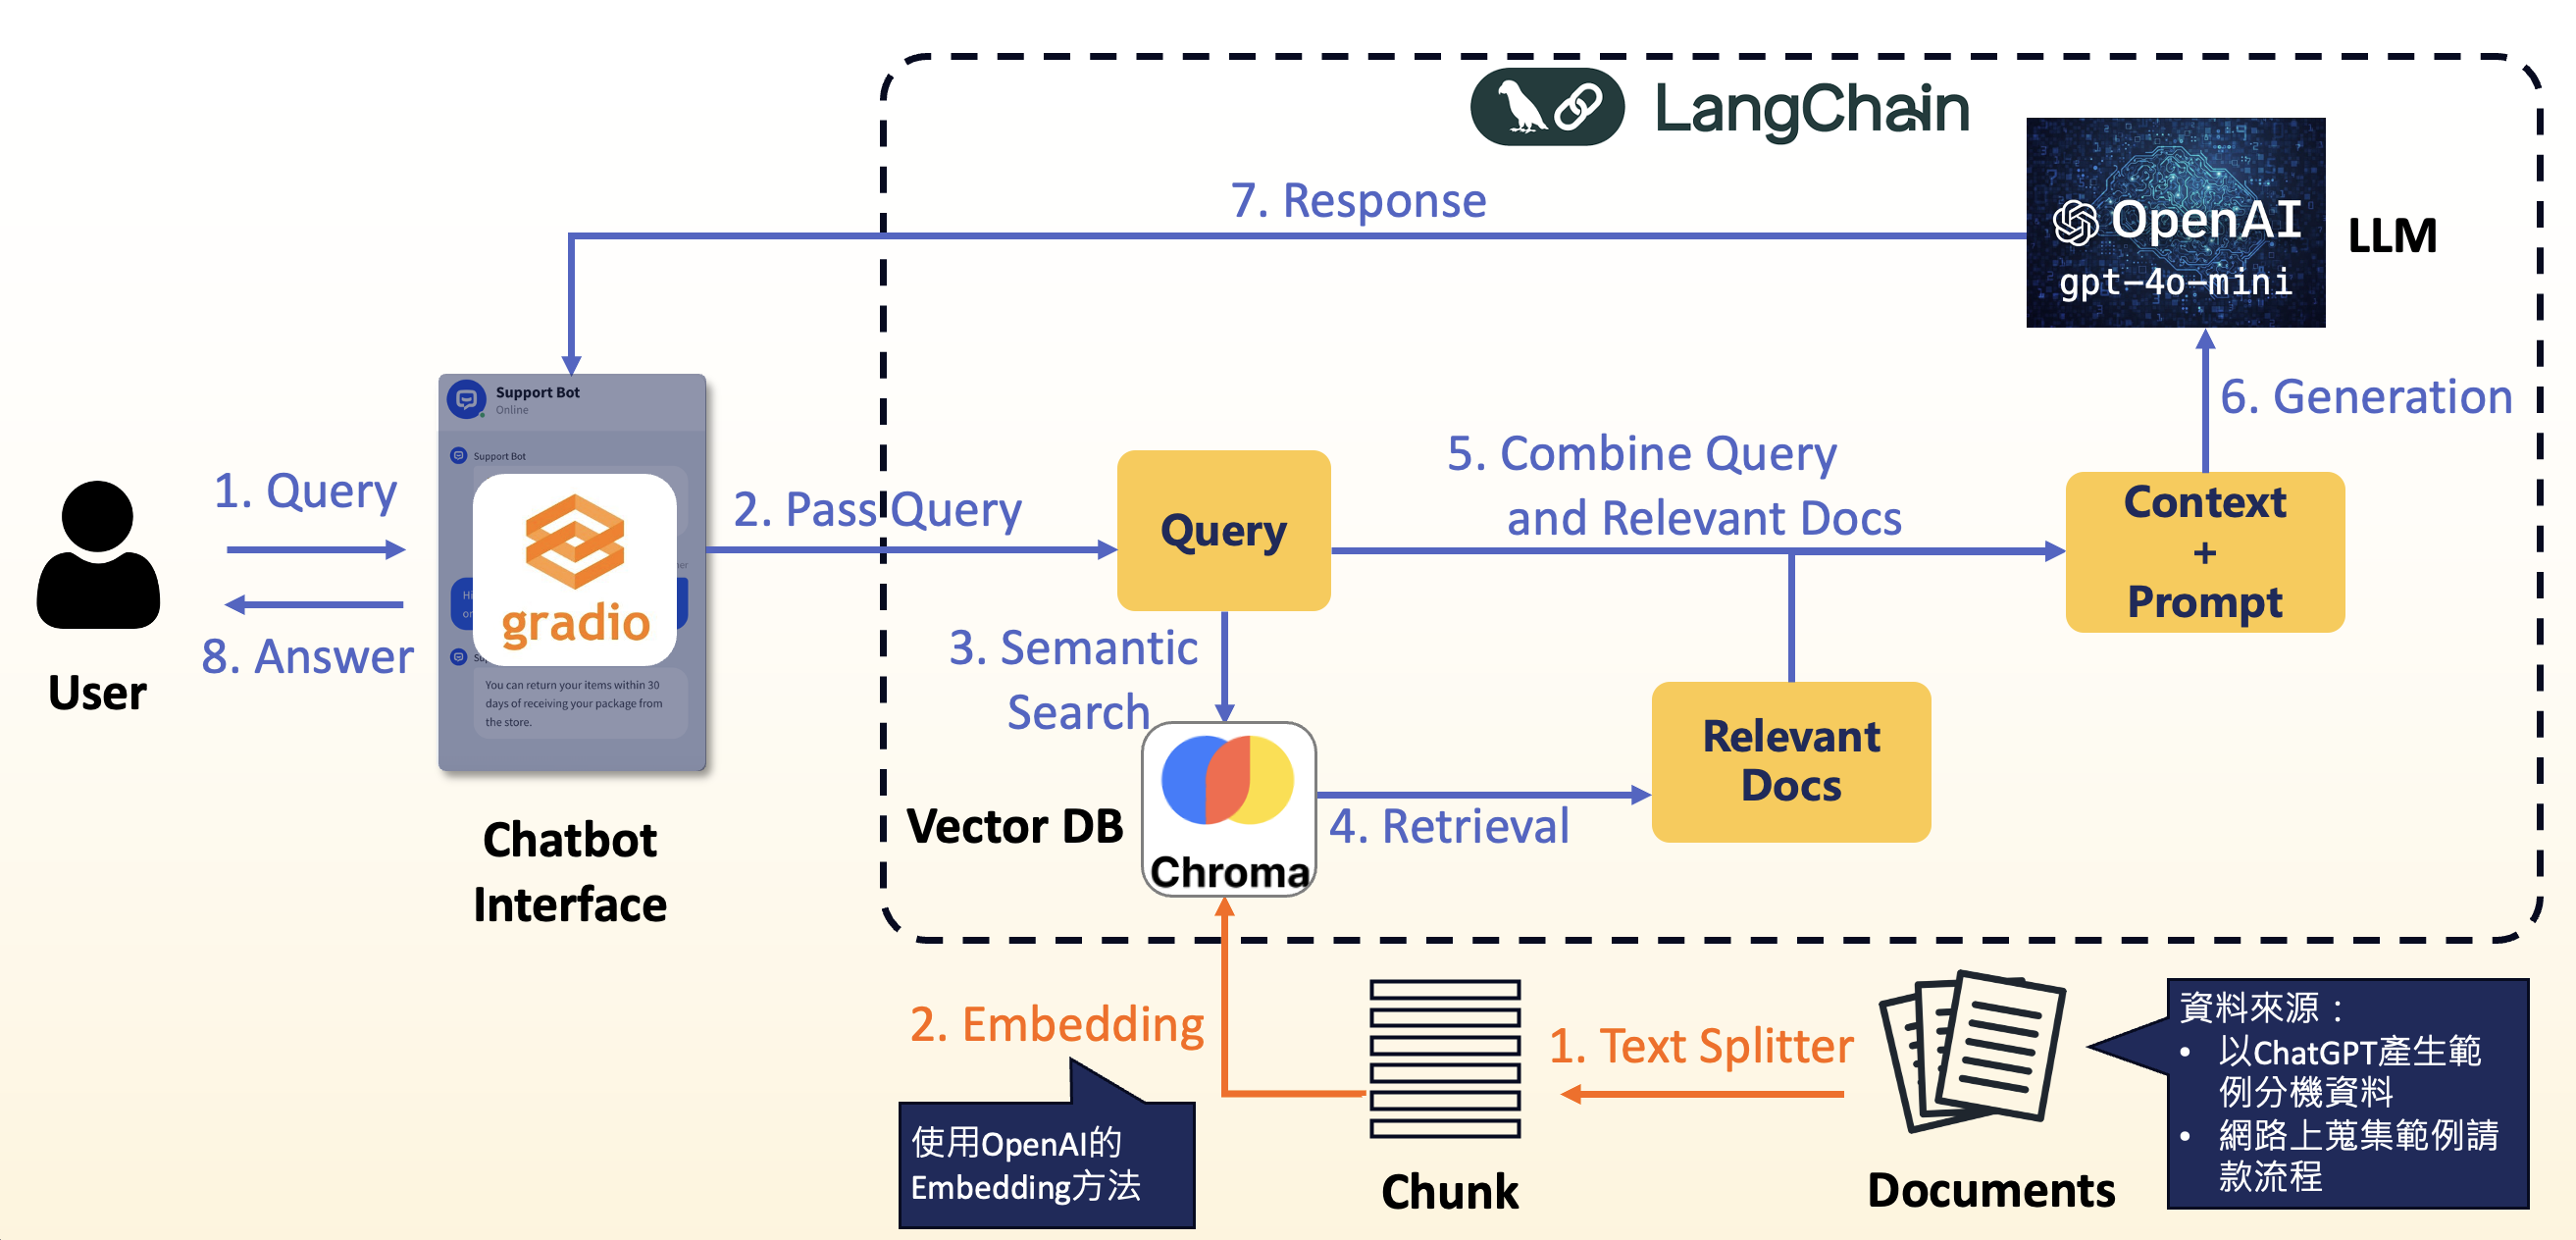 LangChain
7. Response
OpenAI
gpt-4o-mini
LLM
6. Generation
Support Bot
Online
Support Bot
1. Query
2. Pass Query
Query
5. Combine Query
and Relevant Docs
Context
+
Prompt
Hi
or
gradio
8. Answer
User
3. Semantic
Search
You can return your items within 30
days of receiving your package from
the store.
Relevant
Docs
Vector DB
Chroma
4. Retrieval
Chatbot
Interface
2. Embedding
使用OpenAI的
Embedding方法
Chunk
1. Text Splitter
Documents
資料來源：
• 以ChatGPT產生範
例分機資料
• 網路上蒐集範例請
款流程